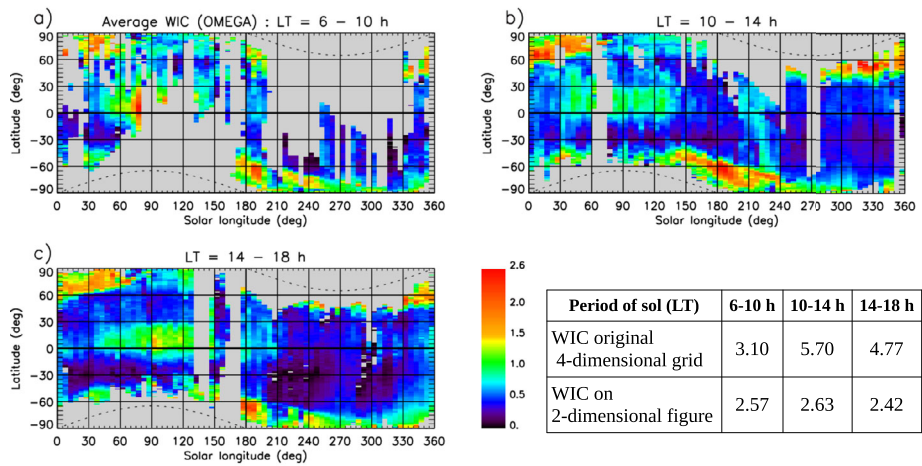 a) Average WIC (OMEGA) : LT = 6 – 10 h
90
60
30
0
−30
−60
−90
Latitude (deg)
0 30 60 90 120 150 180 210 240 270 300 330 360
Solar longitude (deg)
b) LT = 10 – 14 h
90
60
30
0
−30
−60
−90
Latitude (deg)
0 30 60 90 120 150 180 210 240 270 300 330 360
Solar longitude (deg)
c) LT = 14 – 18 h
90
60
30
0
−30
−60
−90
Latitude (deg)
0 30 60 90 120 150 180 210 240 270 300 330 360
Solar longitude (deg)
2.6
2.0
1.5
1.0
0.5
0.
Period of sol (LT) 6-10 h 10-14 h 14-18 h
WIC original
4-dimensional grid 3.10 5.70 4.77
WIC on
2-dimensional figure 2.57 2.63 2.42